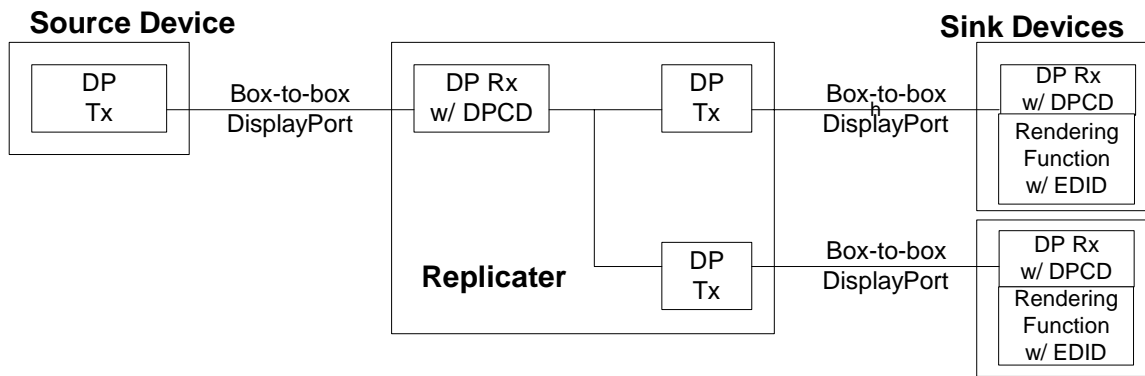 Source Device
DP
Tx
Box-to-box
DisplayPort
DP Rx
w/ DPCD
DP
Tx
Replicater
DP
Tx
Box-to-box
h
DisplayPort
Box-to-box
DisplayPort
Sink Devices
DP Rx
w/ DPCD
Rendering
Function
w/ EDID
DP Rx
w/ DPCD
Rendering
Function
w/ EDID